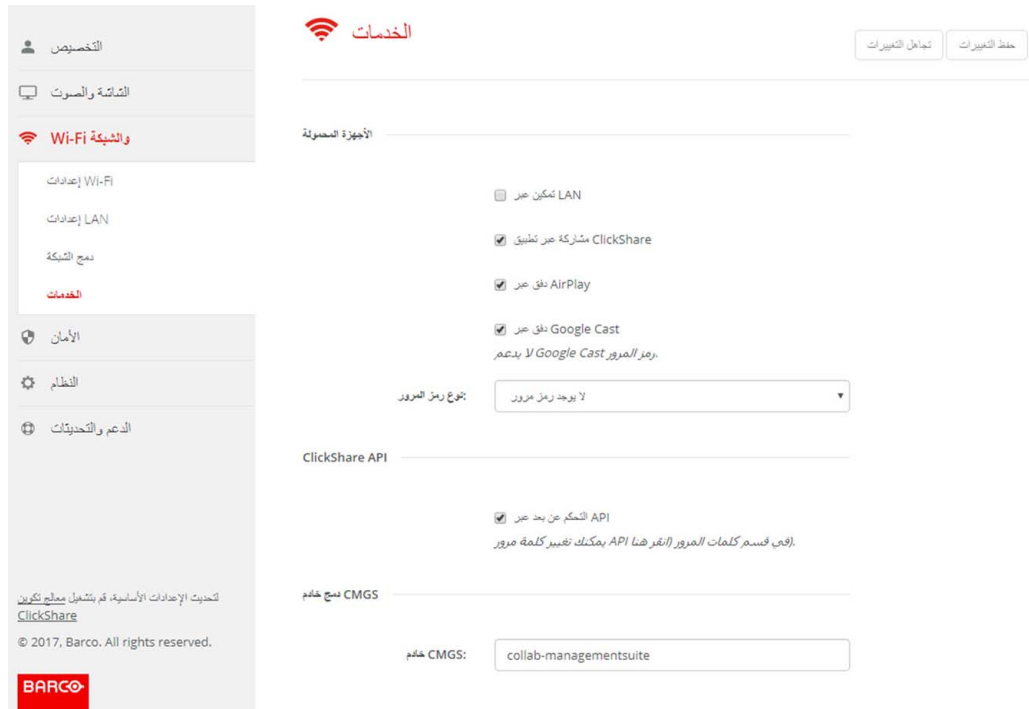 التخصيص
الشاشة والصوت
Wi-Fi والشبكة
Wi-Fi إعدادات
LAN إعدادات
دمج الشبكة
الخدمات
الأمان
النظام
الدعم والتحديثات
لتحديث الإعدادات الأساسية، قم بتشغيل معالج تكوين
ClickShare
© 2017, Barco. All rights reserved.
BARCO
الخدمات
تجاهل التغييرات
حفظ التغييرات
الأجهزة المحمولة
LAN تمكين عبر
ClickShare مشاركة عبر تطبيق
AirPlay دفق عبر
Google Cast دفق عبر
.رمز المرور Google Cast لا يدعم
:نوع رمز المرور
لا يوجد رمز مرور
ClickShare API
API التحكم عن بعد عبر
.(في قسم كلمات المرور (انقر هنا API يمكنك تغيير كلمة مرور
CMGS دمج خادم
CMGS: خادم
collab-managementsuite